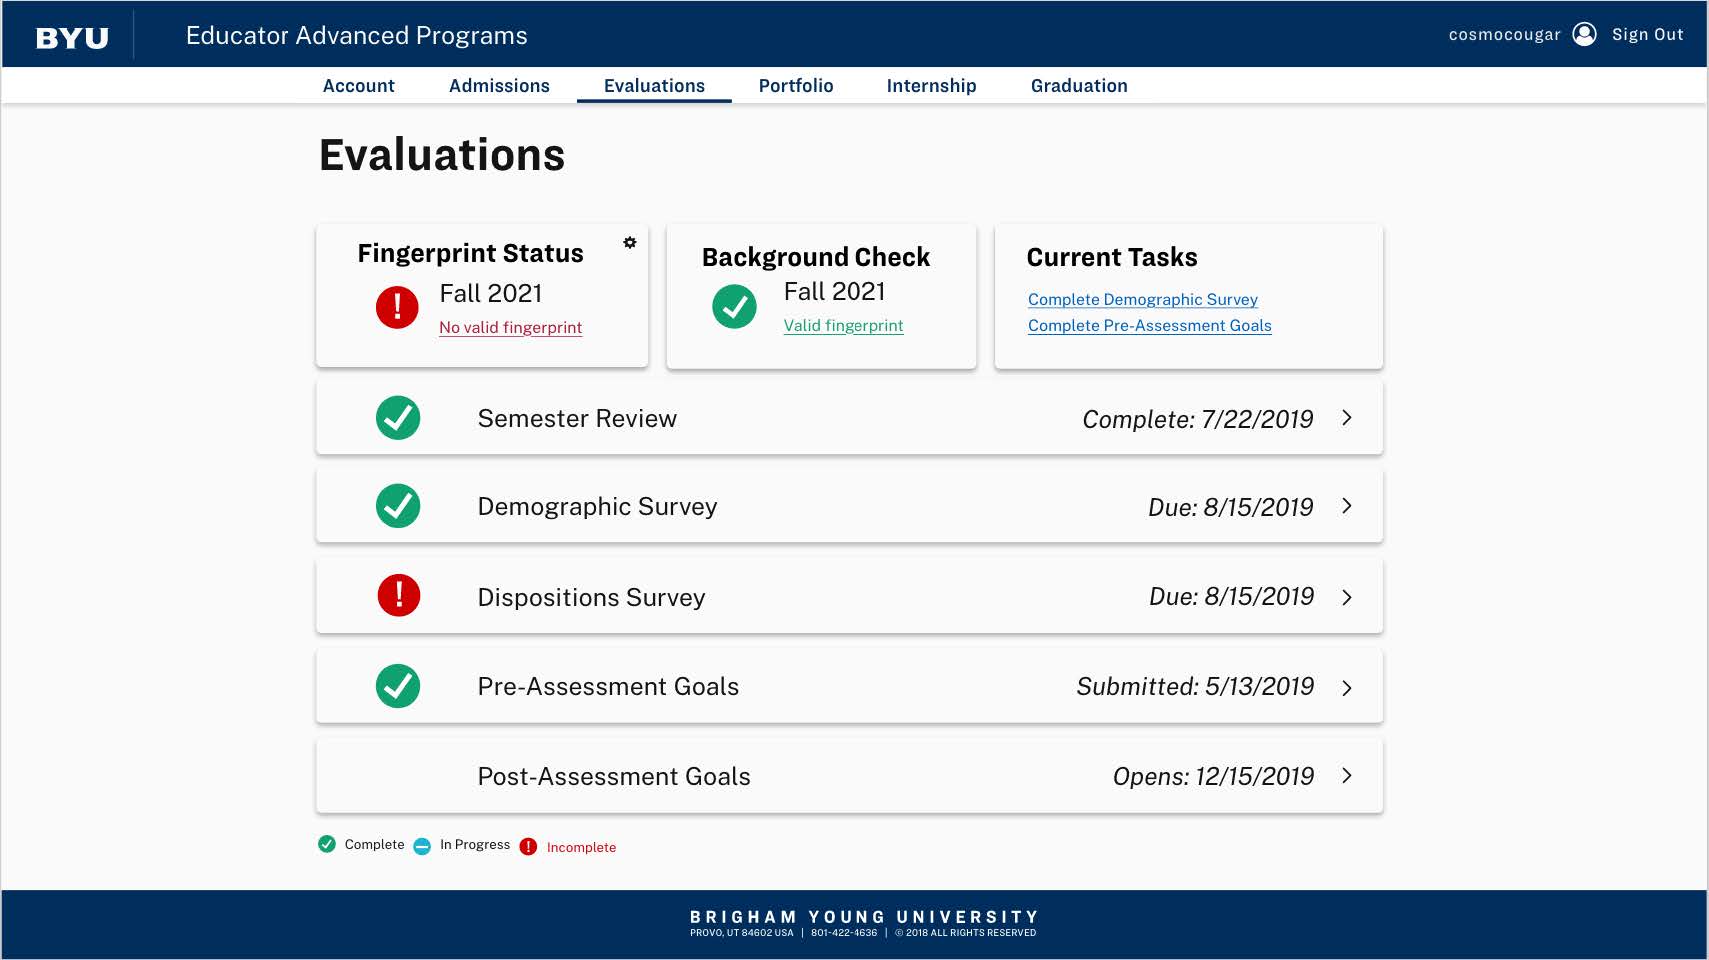 BYU
Educator Advanced Programs
cosmocougar
Sign Out
Account
Admissions
Evaluations
Portfolio
Internship
Graduation
Evaluations
Fingerprint Status
Fall 2021
No valid fingerprint
Background Check
Fall 2021
Valid fingerprint
Current Tasks
Complete Demographic Survey
Complete Pre-Assessment Goals
Semester Review
Complete: 7/22/2019
Demographic Survey
Due: 8/15/2019
Dispositions Survey
Due: 8/15/2019
Pre-Assessment Goals
Submitted: 5/13/2019
Post-Assessment Goals
Opens: 12/15/2019
Complete
In Progress
Incomplete
BRIGHAM YOUNG UNIVERSITY
PROVO, UT 84602 USA | 801-422-4636 | © 2018 ALL RIGHTS RESERVED